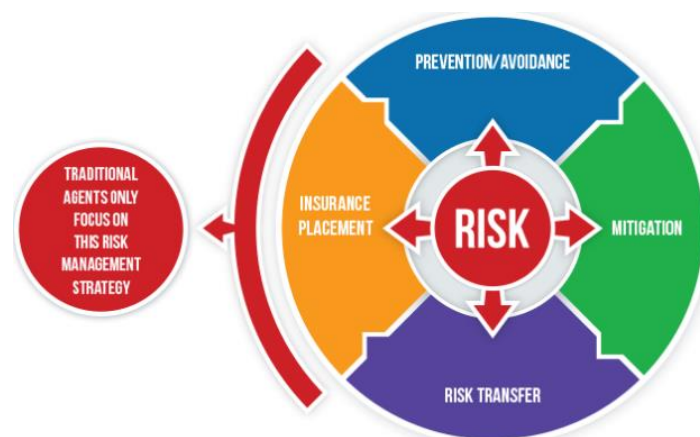 PREVENTION/AVOIDANCE
TRADITIONAL
AGENTS ONLY
FOCUS ON
THIS RISK
MANAGEMENT
STRATEGY
INSURANCE
PLACEMENT
RISK
MITIGATION
RISK TRANSFER